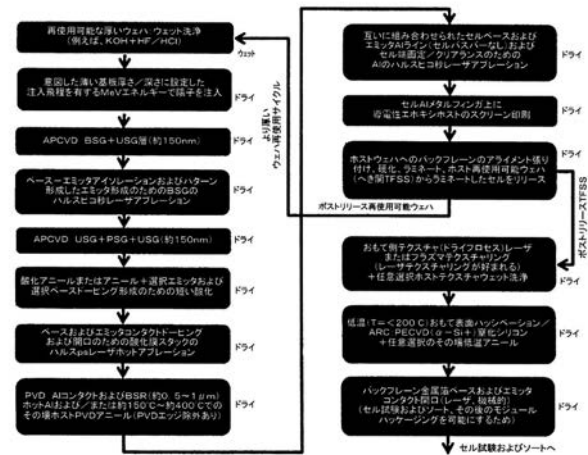 再使用可能な厚いウェハ:ウェット洗浄
(例えば、KOH+HF/HCl)
ウェット
意図した薄い基板厚さ/深さに設定した
注入飛程を有するMeVエネルギーで陽子を注入
ドライ
APCVD BSG+USG層(約150nm)
ドライ
ベース-エミッタアイソレーションおよびパターン
形成したエミッタ形成のためのBSGの
パルスピコ秒レーザアブレーション
ドライ
APCVD USG+PSG+USG(約150nm)
ドライ
酸化アニールまたはアニール+選択エミッタおよび
選択ベースドーピング形成のための短い酸化
ドライ
ベースおよびエミッタコンタクトドーピング
および開口のための酸化膜スタックの
パルスpsレーザホットアブレーション
ドライ
PVD AlコンタクトおよびBSR(約0.5~1μm)
ホットAlおよび/または約150℃~約400℃での
その場ポストPVDアニール(PVDエッジ除外あり)
ドライ
より厚い
ウェハ再使用サイクル
互いに組み合わせられたセルベースおよび
エミッタAlライン(セルバスバーなし)および
セル端画定/クリアランスのための
Alのパルスピコ秒レーザアブレーション
ドライ
セルAlメタルフィンガ上に
導電性エポキシポストのスクリーン印刷
ドライ
ホストウェハへのバックプレーンのアライメント張り
付け、硫化、ラミネート、ホスト再使用可能ウェハ
(へき開TFSS)からラミネートしたセルをリリース
ドライ
ポストリリース再使用可能ウェハ
ポストリリースTFSS
おもて側テクスチャ(ドライプロセス)レーザ
またはプラズマテクスチャリング
(レーザテクスチャリングが好まれる)
+任意選択ポストテクスチャウェット洗浄
ドライ
低温(T=<200℃)おもて表面パッシベーション/
ARC PECVD(α-Si+)窒化シリコン
+任意選択のその場低温アニール
ドライ
バックプレーン金属箔ベースおよびエミッタ
コンタクト開口(レーザ、機械的)
(セル試験およびソート、その後のモジュール
パッケージングを可能にするため)
ドライ
セル試験およびソートへ